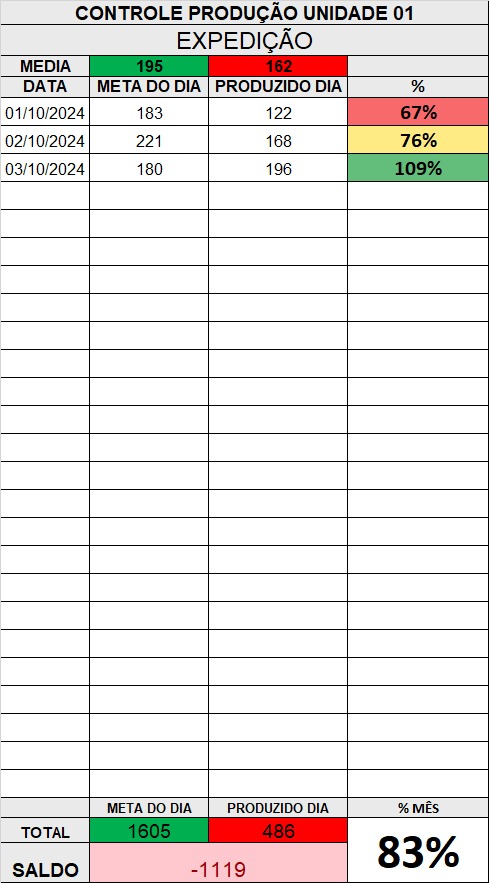 CONTROLE PRODUÇÃO UNIDADE 01
EXPEDIÇÃO
MEDIA 195 162
DATA META DO DIA PRODUZIDO DIA %
01/10/2024 183 122 67%
02/10/2024 221 168 76%
03/10/2024 180 196 109%
META DO DIA PRODUZIDO DIA % MÊS
TOTAL 1605 486 83%
SALDO -1119